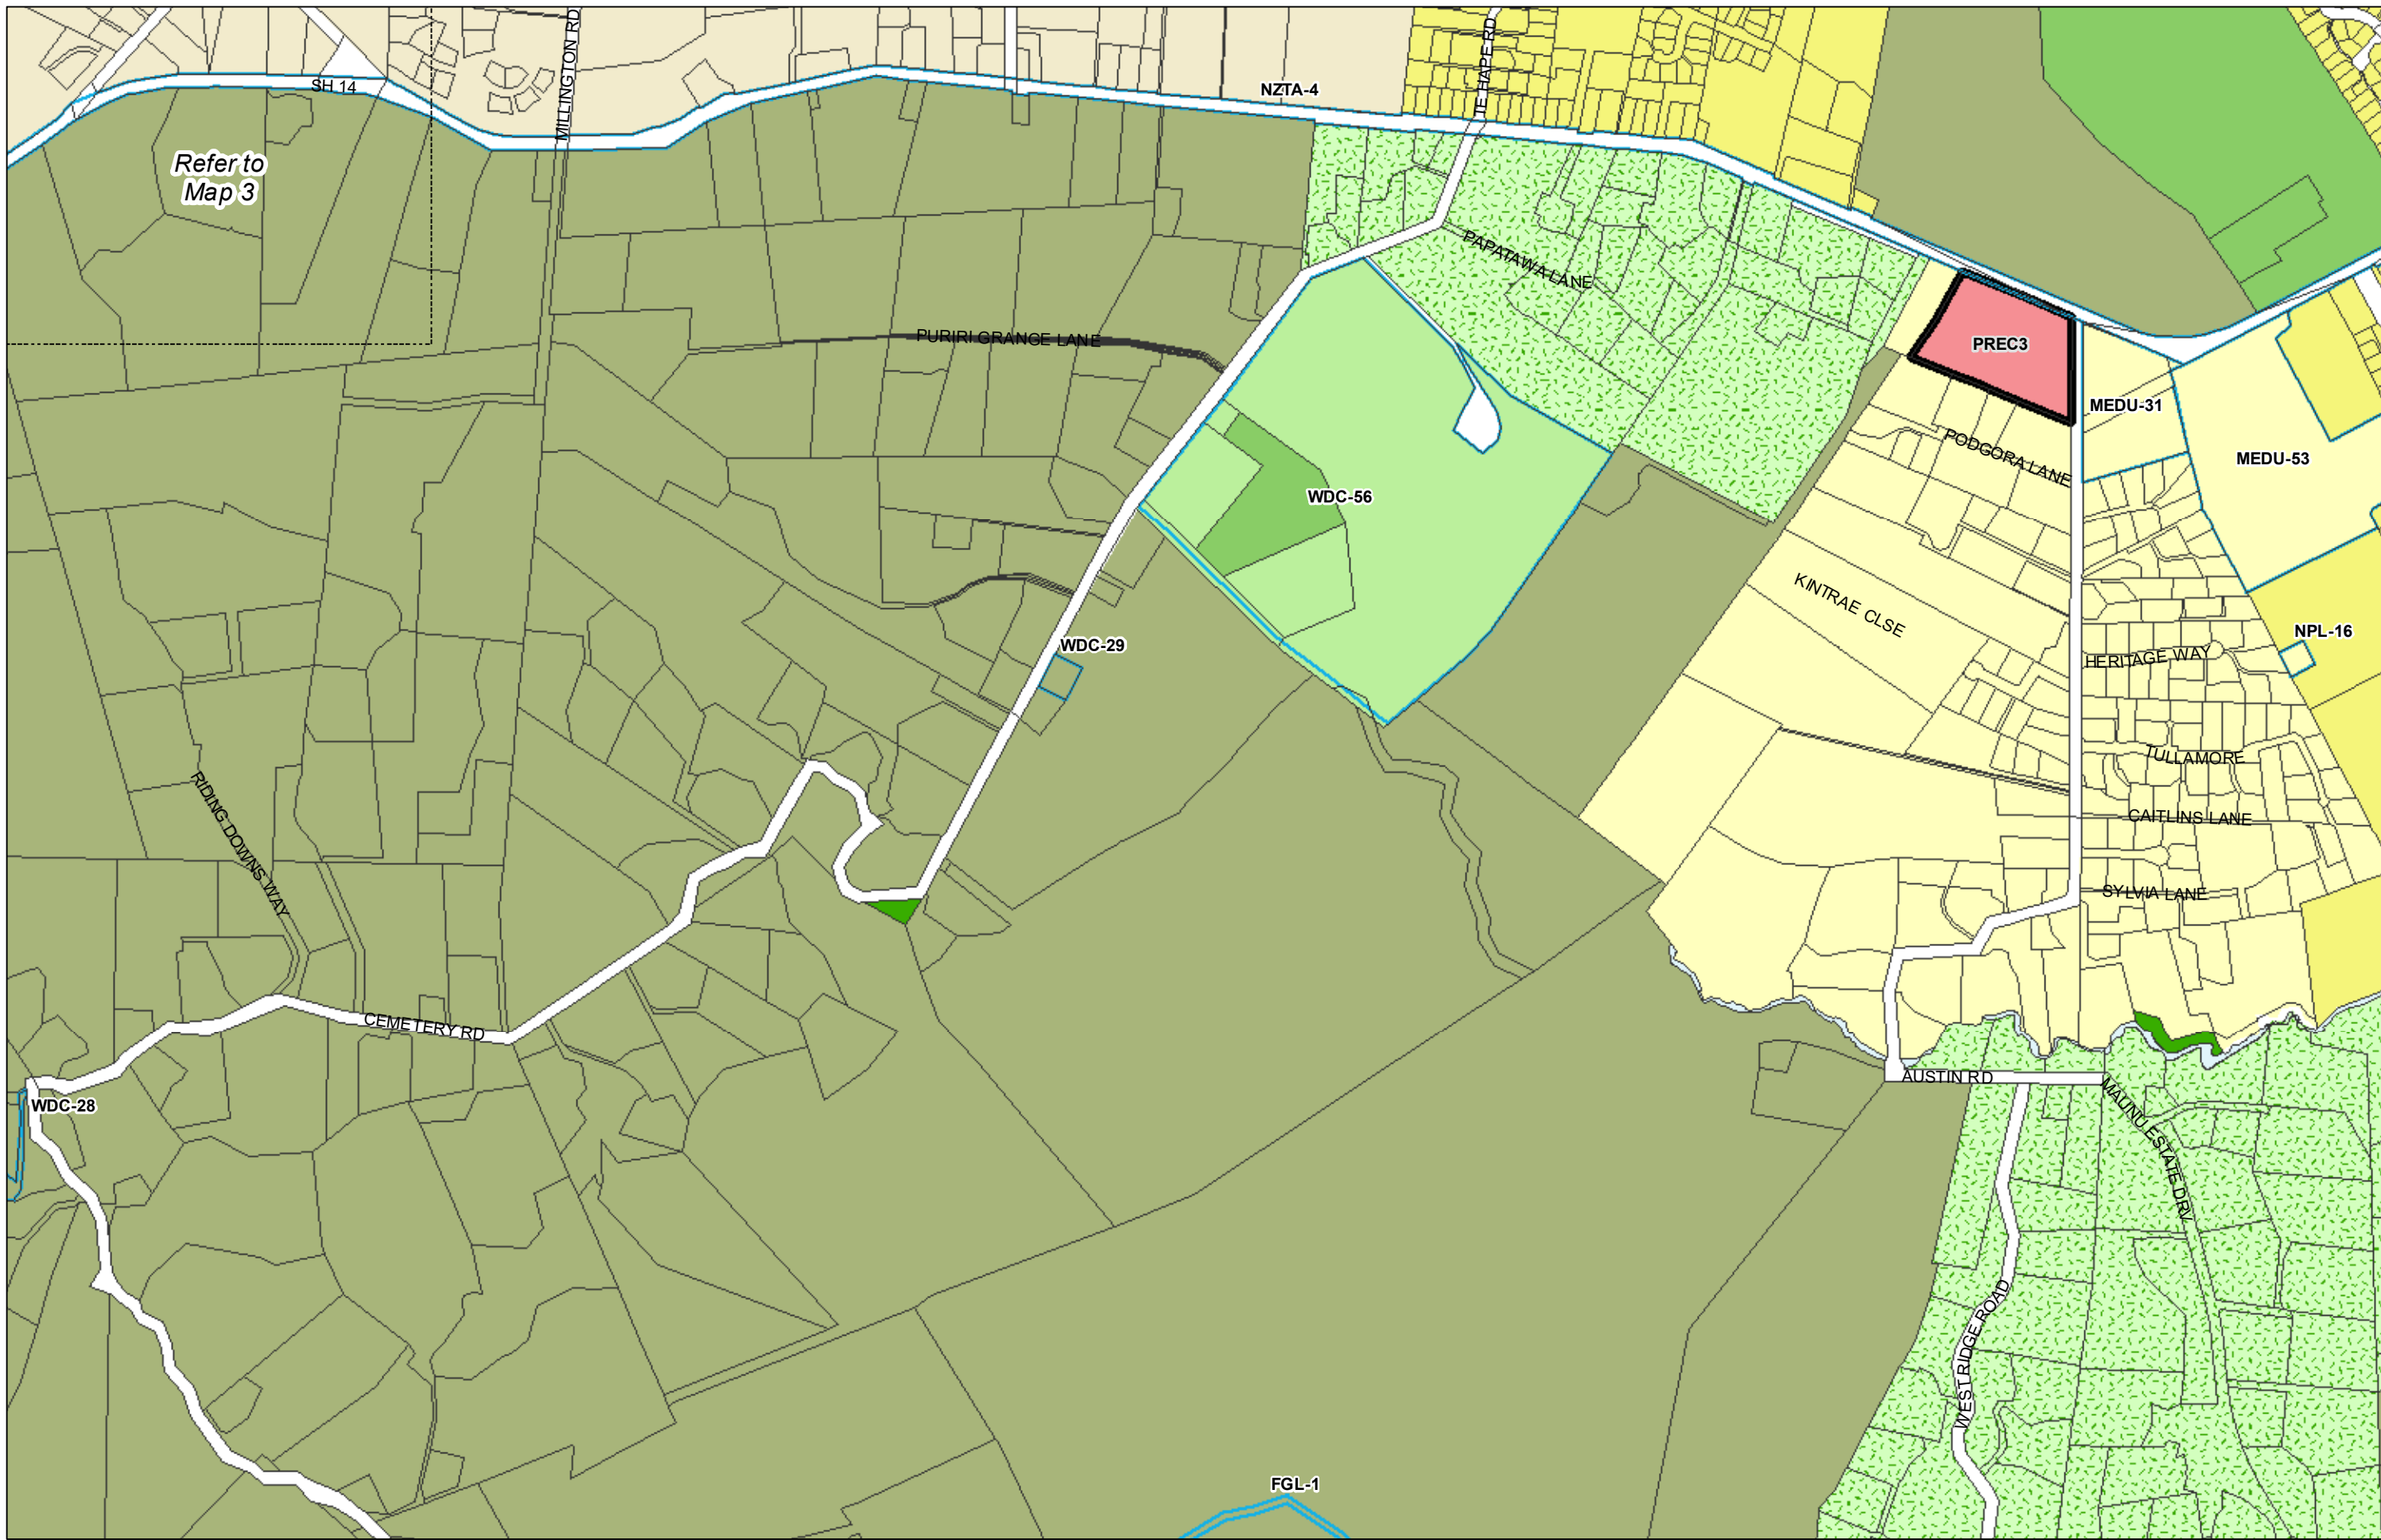 MILLINGTON RD
TE HAPE RD
SH 14
NZTA-4
Refer to
Map 3
PAPATAWA LANE
PURIRI GRANGE LANE
PREC3
MEDU-31
PODGORA LANE
MEDU-53
WDC-56
KINTRAE CLSE
NPL-16
WDC-29
HERITAGE WAY
TULLAMORE
CAITLINS LANE
RIDING DOWNS WAY
SYLVIA LANE
CEMETERY RD
AUSTIN RD
WDC-28
MAUNU ESTATE DRV
WESTRIDGE ROAD
FGL-1